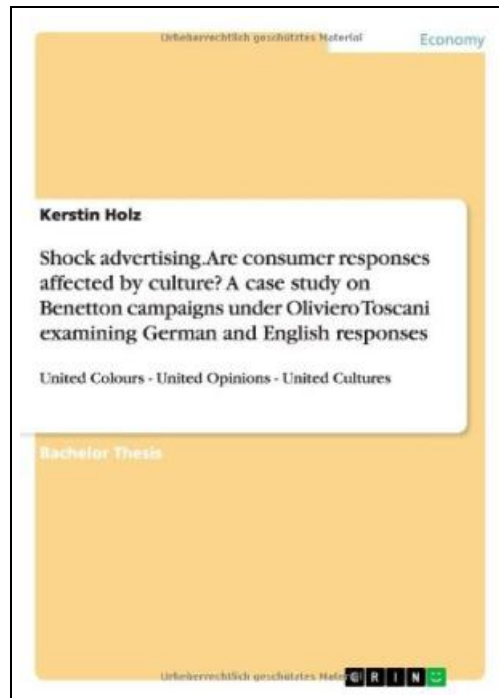 Urheberrechtlich geschütztes Material
Economy
Kerstin Holz
Shock advertising. Are consumer responses
affected by culture? A case study on
Benetton campaigns under Oliviero Toscani
examining German and English responses
United Colours - United Opinions - United Cultures
Bachelor Thesis
Urheberrechtlich geschütztes Material
GRIN